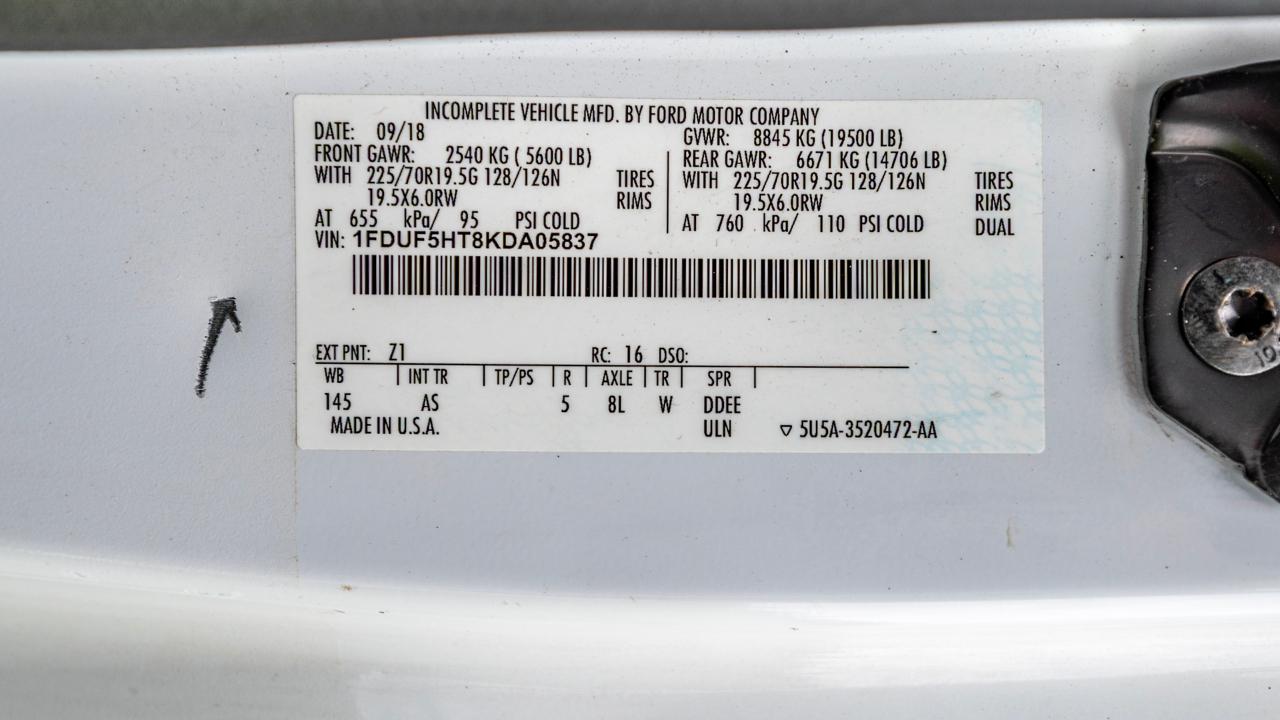 INCOMPLETE VEHICLE MFD. BY FORD MOTOR COMPANY
DATE: 09/18 GVWR: 8845 KG (19500 LB)
FRONT GAWR: 2540 KG ( 5600 LB) REAR GAWR: 6671 KG (14706 LB)
WITH 225/70R19.5G 128/126N TIRES WITH 225/70R19.5G 128/126N TIRES
19.5X6.0RW RIMS 19.5X6.0RW RIMS
AT 655 kPa/ 95 PSI COLD AT 760 kPa/ 110 PSI COLD DUAL
VIN: 1FDUF5HT8KDA05837
EXT PNT: Z1 RC: 16 DSO:
WB INT TR TP/PS R AXLE TR SPR
145 AS 5 8L W DDEE
MADE IN U.S.A. ULN ▽ 5U5A-3520472-AA
10